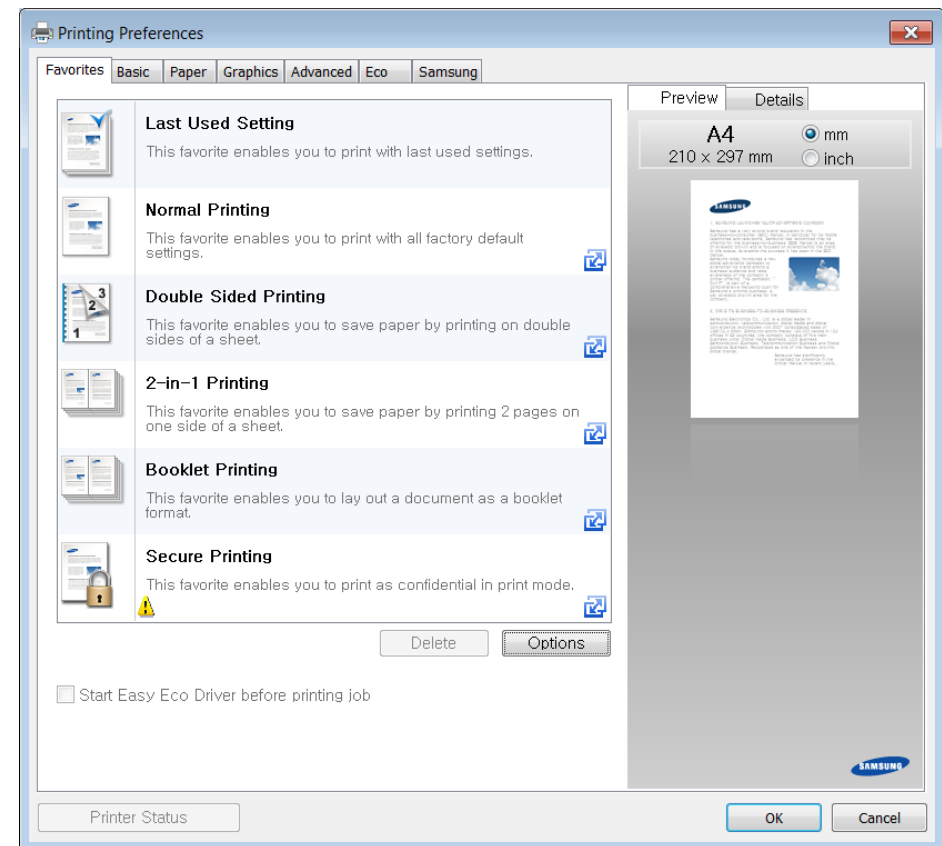 Printing Preferences
Favorites Basic Paper Graphics Advanced Eco Samsung
Last Used Setting
This favorite enables you to print with last used settings.
Normal Printing
This favorite enables you to print with all factory default
settings.
3
2
1
Double Sided Printing
This favorite enables you to save paper by printing on double
sides of a sheet.
2-in-1 Printing
This favorite enables you to save paper by printing 2 pages on
one side of a sheet.
Booklet Printing
This favorite enables you to lay out a document as a booklet
format.
Secure Printing
This favorite enables you to print as confidential in print mode.
Delete Options
Start Easy Eco Driver before printing job
Printer Status
Preview Details
A4 mm
210 x 297 mm inch
SAMSUNG
SAMSUNG
OK Cancel